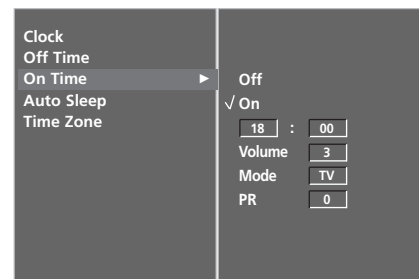 Clock
Off Time
On Time ►
Auto Sleep
Time Zone
Off
√ On
18 : 00
Volume 3
Mode TV
PR 0